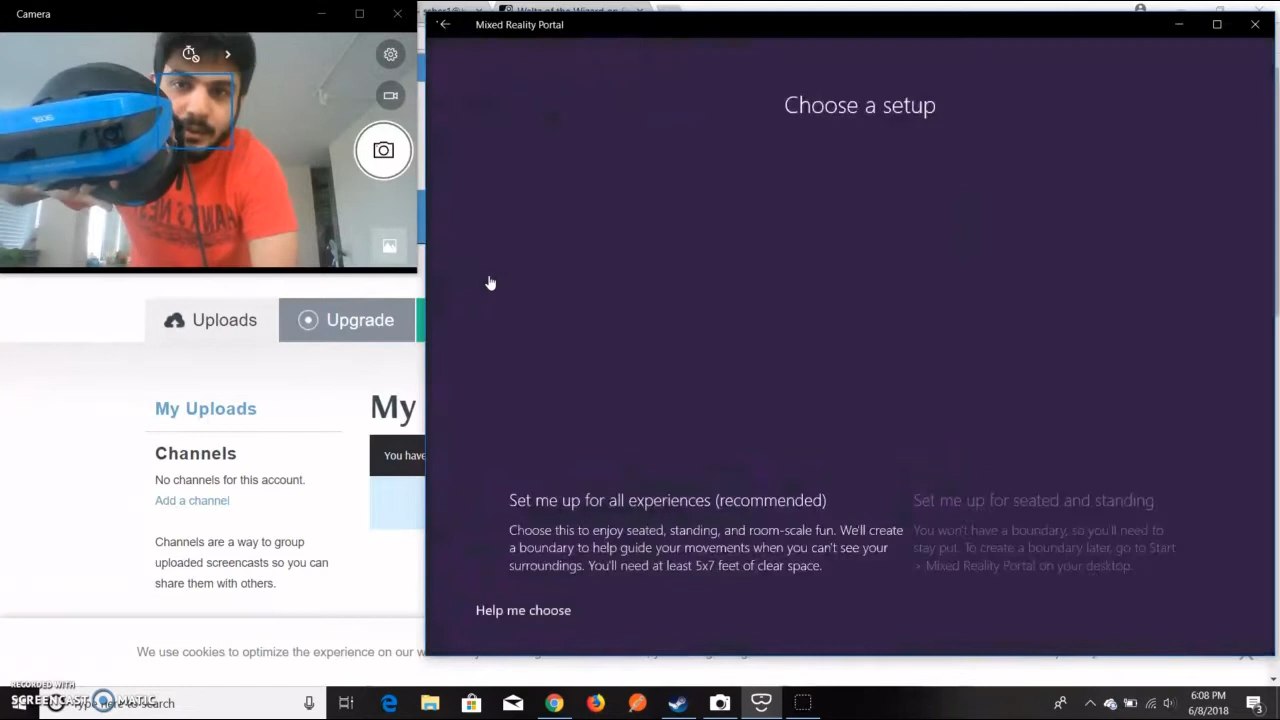 Camera
Mixed Reality Portal
Choose a setup
Uploads
Upgrade
My Uploads
My
Channels
No channels for this account.
Add a channel
You have
Channels are a way to group
uploaded screencasts so you can
share them with others.
Set me up for all experiences (recommended)
Choose this to enjoy seated, standing, and room-scale fun. We'll create
a boundary to help guide your movements when you can't see your
surroundings. You'll need at least 5x7 feet of clear space.
Set me up for seated and standing
You won't have a boundary, so you'll need to
stay put. To create a boundary later, go to Start
> Mixed Reality Portal on your desktop.
Help me choose
We use cookies to optimize the experience on our w
RECORDED WITH
SCREENCAST MATIC
Type here to search
6:08 PM
6/8/2018